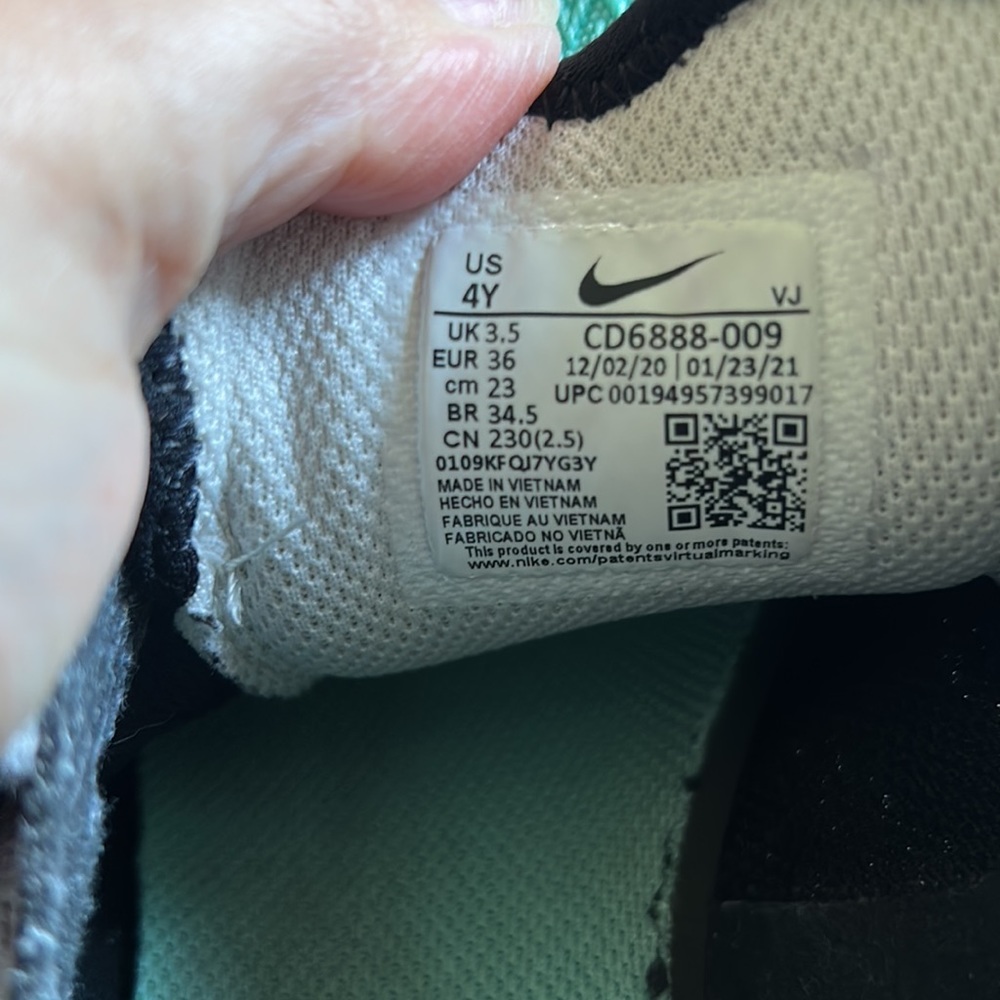 US
4Y
VJ
UK 3.5
EUR 36
cm 23
BR 34.5
CN 230(2.5)
CD6888-009
12/02/20 | 01/23/21
UPC 00194957399017
0109KFQJ7YG3Y
MADE IN VIETNAM
HECHO EN VIETNAM
FABRIQUE AU VIETNAM
FABRICADO NO VIETNÃ
This product is covered by one or more patents:
www.nike.com/patentsvirtualmarking